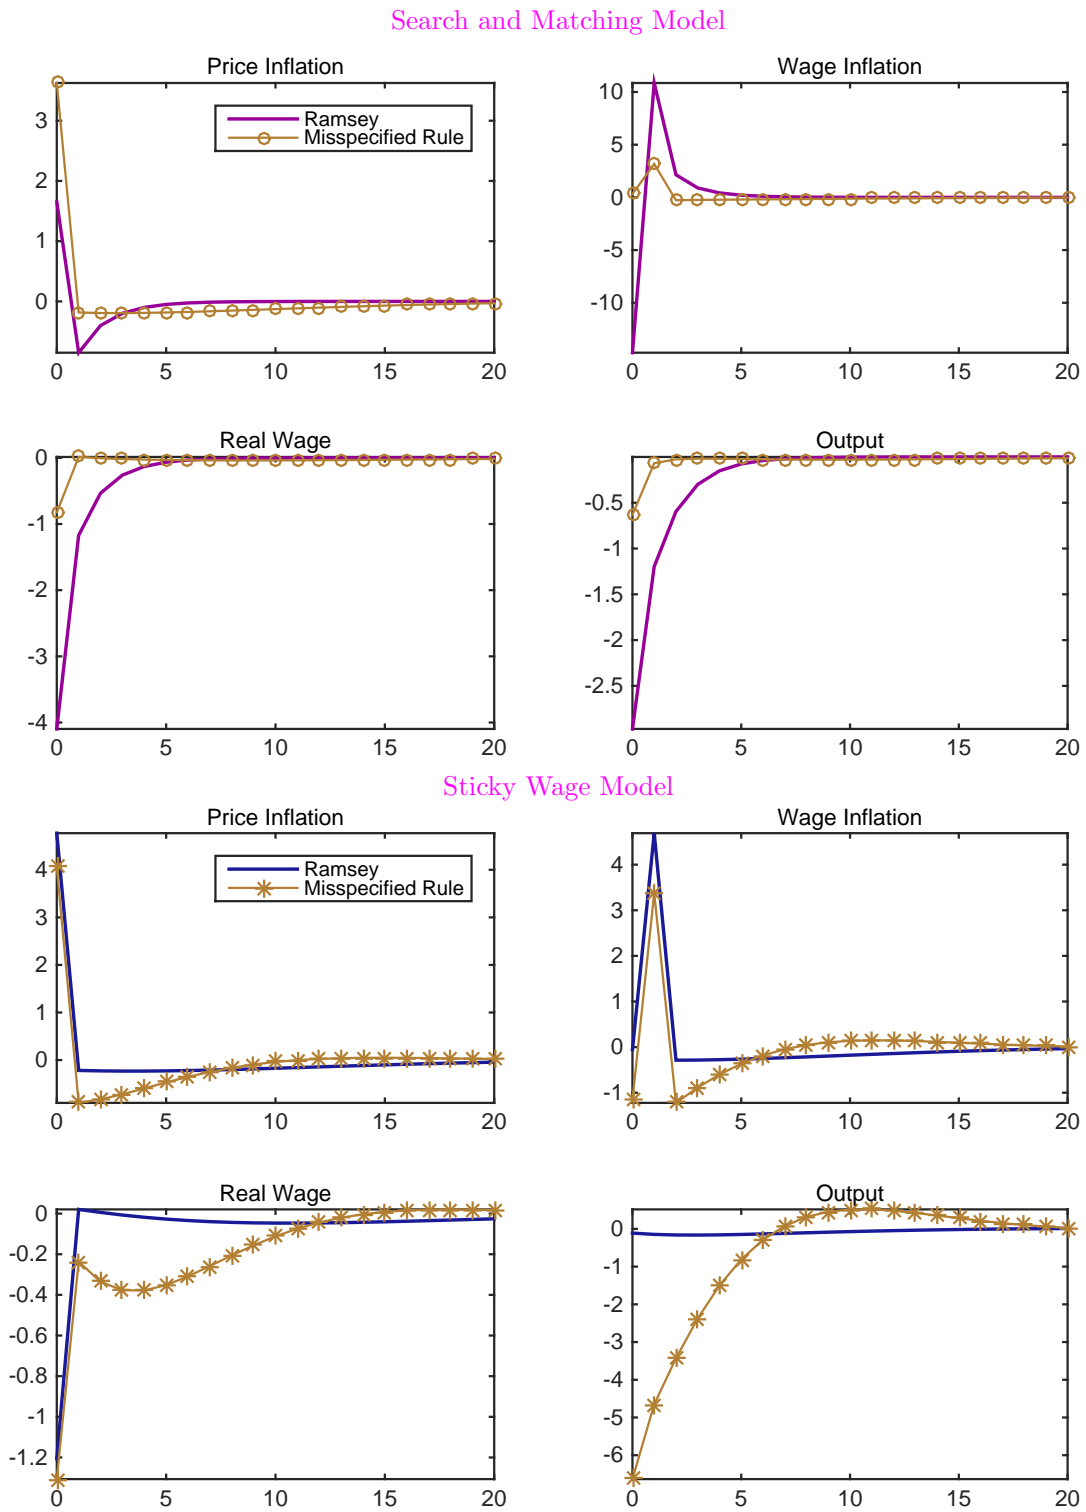 Search and Matching Model
Price Inflation
Wage Inflation
Ramsey
Misspecified Rule
3
2
1
0
0 5 10 15 20
10
5
0
-5
-10
0 5 10 15 20
Real Wage
Output
0
-1
-2
-3
-4
0 5 10 15 20
-0.5
-1
-1.5
-2
-2.5
0 5 10 15 20
Sticky Wage Model
Price Inflation
Wage Inflation
Ramsey
Misspecified Rule
4
3
2
1
0
0 5 10 15 20
4
3
2
1
0
-1
0 5 10 15 20
Real Wage
Output
0
-0.2
-0.4
-0.6
-0.8
-1
-1.2
0 5 10 15 20
0
-1
-2
-3
-4
-5
-6
0 5 10 15 20